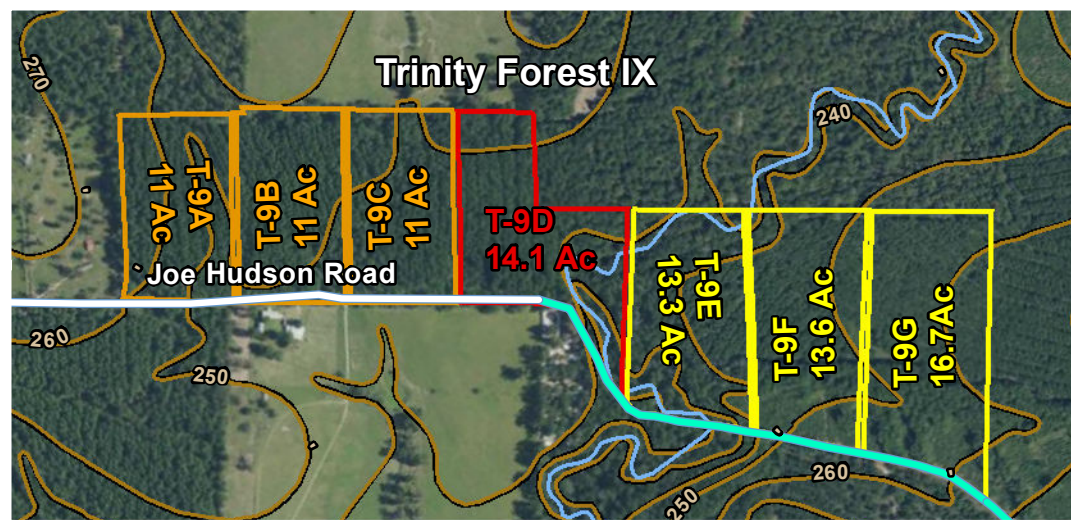 Trinity Forest IX
270
240
T-9A
11 Ac
T-9B
11 Ac
T-9C
11 Ac
T-9D
14.1 Ac
T-9E
13.3 Ac
T-9F
13.6 Ac
T-9G
16.7Ac
Joe Hudson Road
260
250
260
250